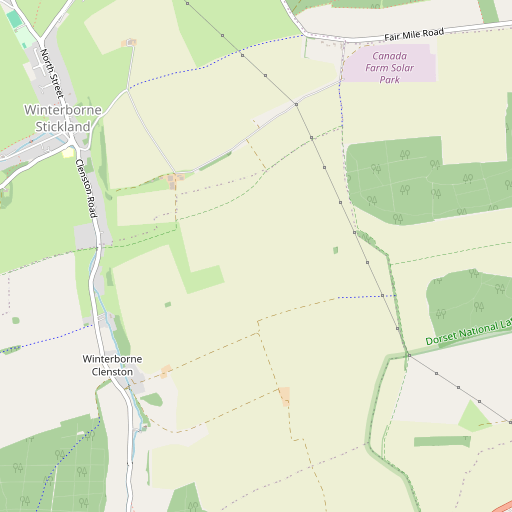 Fair Mile Road
Canada
Farm Solar
Park
North Street
Winterborne
Stickland
Clenston Road
Dorset National La
Winterborne
Clenston